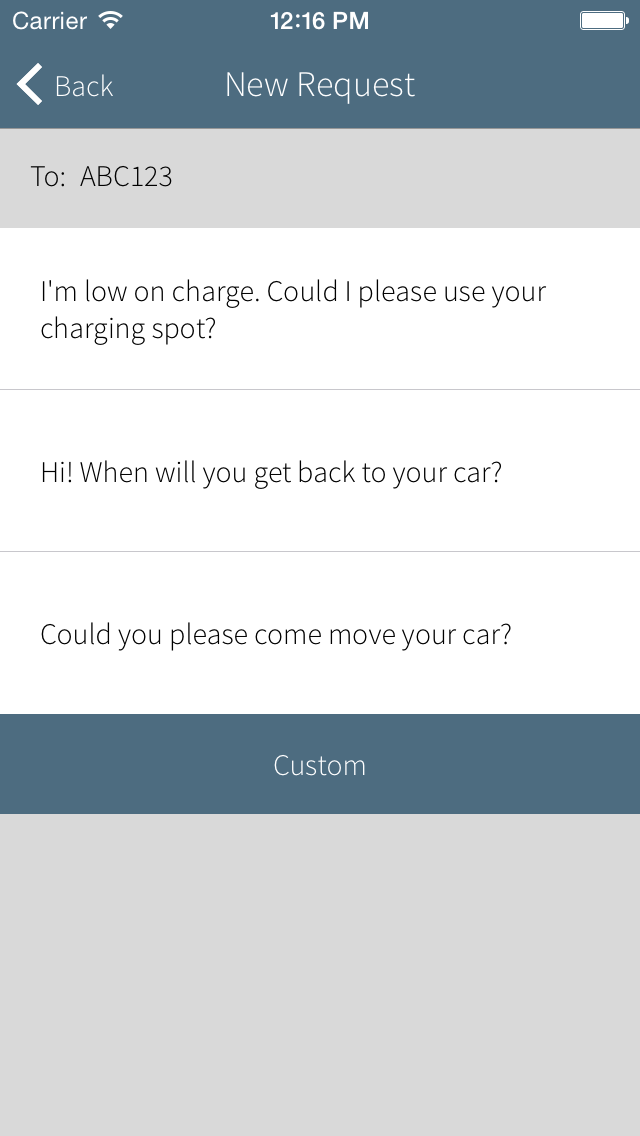 Carrier 12:16 PM
Back New Request
To: ABC123
I'm low on charge. Could I please use your
charging spot?
Hi! When will you get back to your car?
Could you please come move your car?
Custom